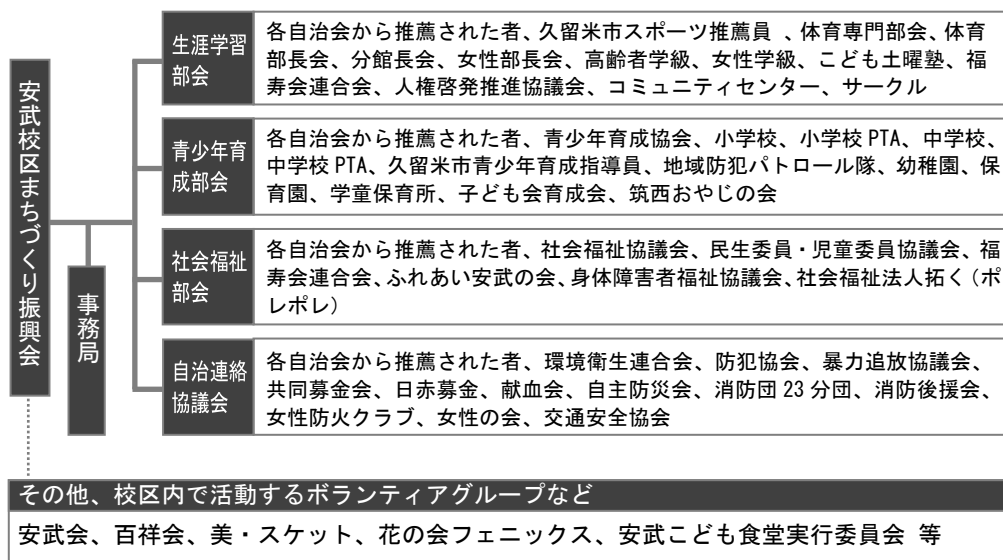 安武校区まちづくり振興会
事務局
生涯学習
部会
各自治会から推薦された者、久留米市スポーツ推薦員 、体育専門部会、体育
部長会、分館長会、女性部長会、高齢者学級、女性学級、こども土曜塾、福
寿会連合会、人権啓発推進協議会、コミュニティセンター、サークル
青少年育
成部会
各自治会から推薦された者、青少年育成協会、小学校、小学校 PTA、中学校、
中学校 PTA、久留米市青少年育成指導員、地域防犯パトロール隊、幼稚園、保
育園、学童保育所、子ども会育成会、筑西おやじの会
社会福祉
部会
各自治会から推薦された者、社会福祉協議会、民生委員・児童委員協議会、福
寿会連合会、ふれあい安武の会、身体障害者福祉協議会、社会福祉法人拓く（ポ
レポレ）
自治連絡
協議会
各自治会から推薦された者、環境衛生連合会、防犯協会、暴力追放協議会、
共同募金会、日赤募金、献血会、自主防災会、消防団 23 分団、消防後援会、
女性防火クラブ、女性の会、交通安全協会
その他、校区内で活動するボランティアグループなど
安武会、百祥会、美・スケット、花の会フェニックス、安武こども食堂実行委員会 等